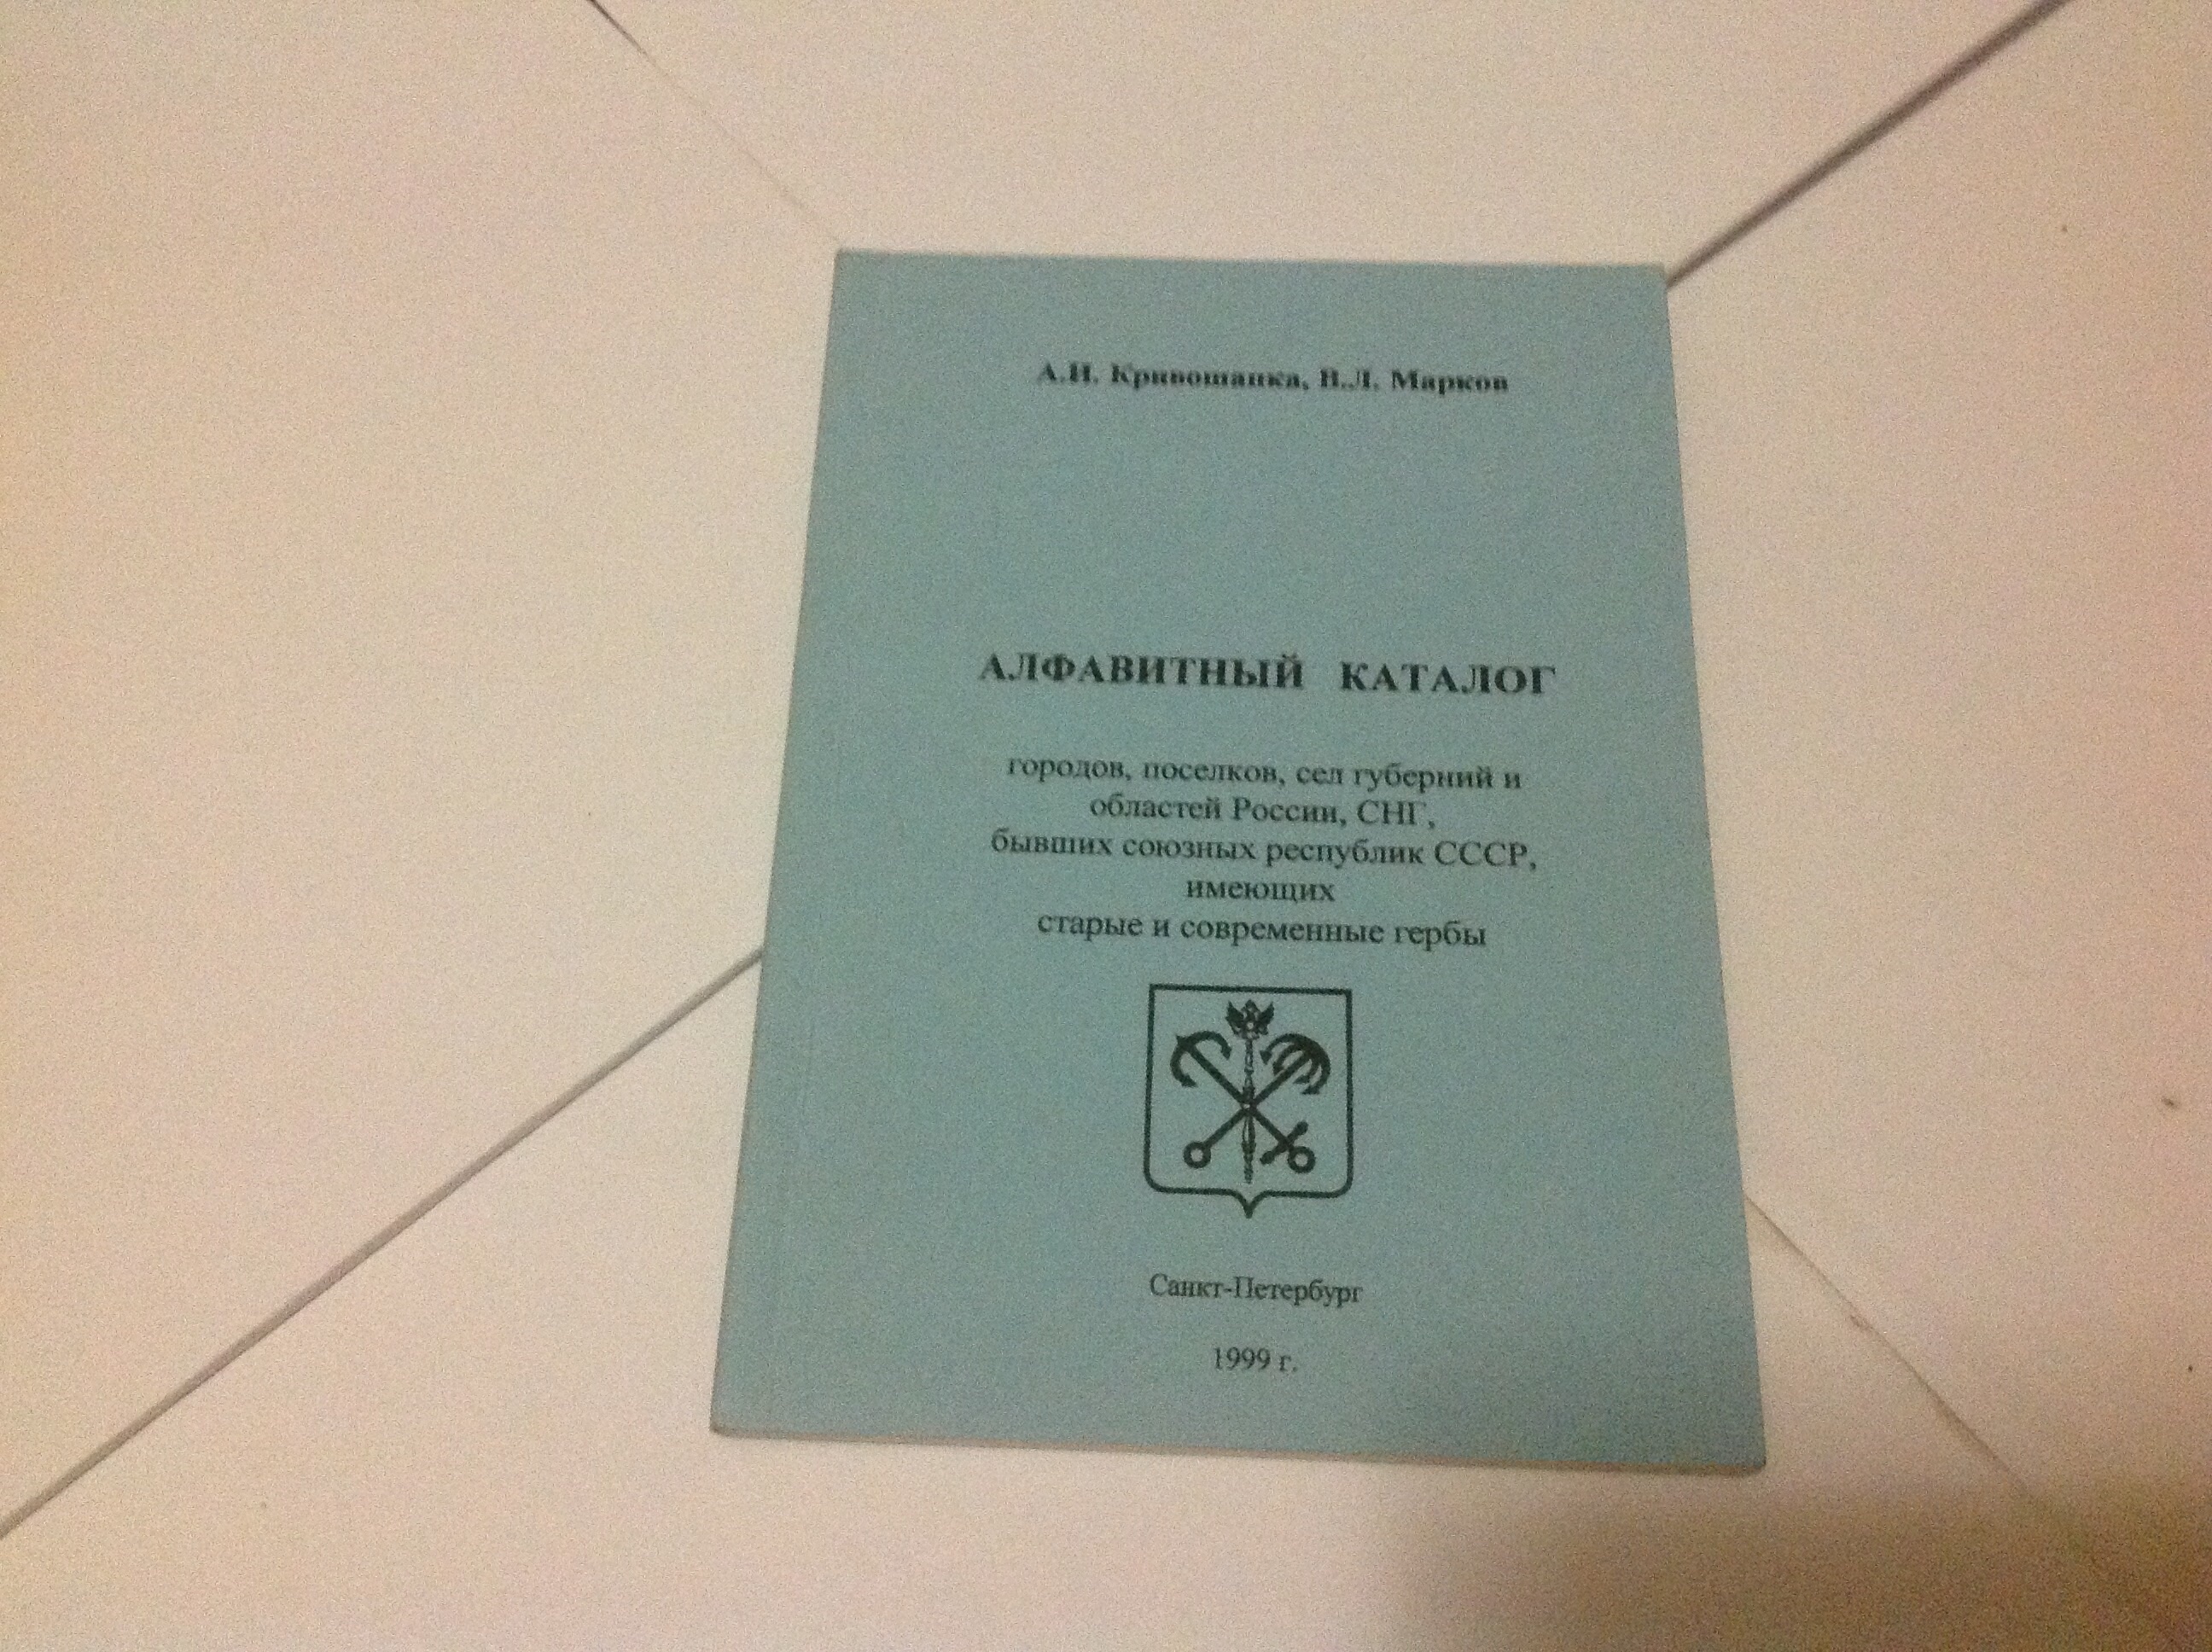 А.И. Кривошапка, В.Л. Марков
АЛФАВИТНЫЙ КАТАЛОГ
городов, поселков, сел губерний и
областей России, СНГ,
бывших союзных республик СССР,
имеющих
старые и современные гербы
Санкт-Петербург
1999 г.